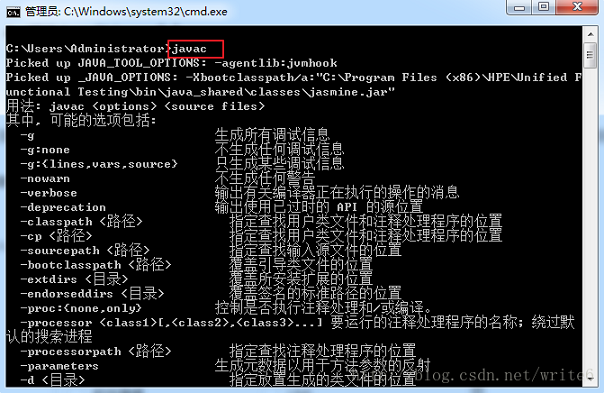 管理员: C:\Windows\system32\cmd.exe
C:\Users\Administrator>javac
Picked up JAVA_TOOL_OPTIONS: -agentlib:jvmhook
Picked up _JAVA_OPTIONS: -Xbootclasspath/a:"C:\Program Files (x86)\HPE\Unified F
unctional Testing\bin\java_shared\classes\jasmine.jar"
用法: javac <options> <source files>
其中, 可能的选项包括:
-g 生成所有调试信息
-g:none 不生成任何调试信息
-g:{lines,vars,source} 只生成某些调试信息
-nowarn 不生成任何警告
-verbose 输出有关编译器正在执行的操作的消息
-deprecation 输出使用已过时的 API 的源位置
-classpath <路径> 指定查找用户类文件和注释处理程序的位置
-cp <路径> 指定查找用户类文件和注释处理程序的位置
-sourcepath <路径> 指定查找输入源文件的位置
-bootclasspath <路径> 覆盖引导类文件的位置
-extdirs <目录> 覆盖所安装扩展的位置
-endorseddirs <目录> 覆盖签名的标准路径的位置
-proc:{none,only} 控制是否执行注释处理和/或编译。
-processor <class1>[,<class2>,<class3>...] 要运行的注释处理程序的名称; 绕过默
认的搜索进程
-processorpath <路径> 指定查找注释处理程序的位置
-parameters 生成元数据以用于方法参数的反射
-d <目录> 指定放置生成的类文件的位置
blog.csdn.net/write6